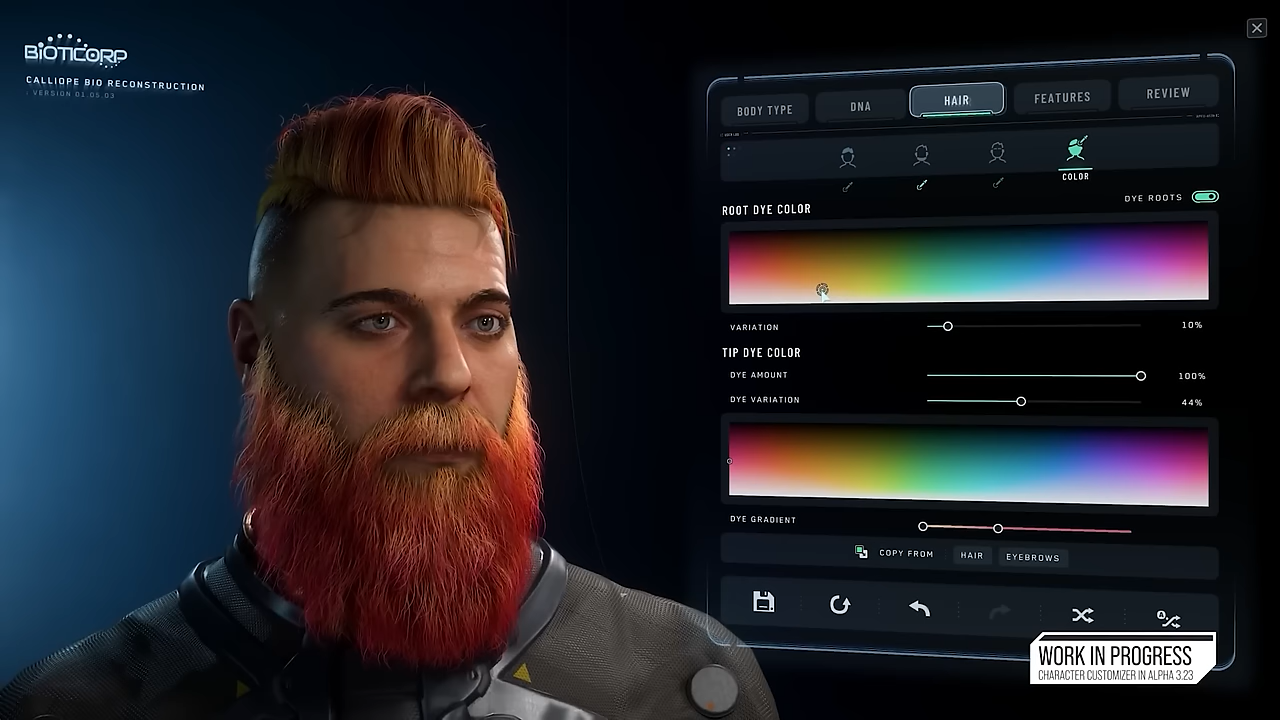 BIOTICORP
CALLIOPE BIO RECONSTRUCTION
VERSION 01.05.03
BODY TYPE
DNA
HAIR
FEATURES
REVIEW
COLOR
ROOT DYE COLOR
DYE ROOTS
VARIATION
10%
TIP DYE COLOR
DYE AMOUNT
100%
DYE VARIATION
44%
DYE GRADIENT
COPY FROM
HAIR
EYEBROWS
WORK IN PROGRESS
CHARACTER CUSTOMIZER IN ALPHA 3.23